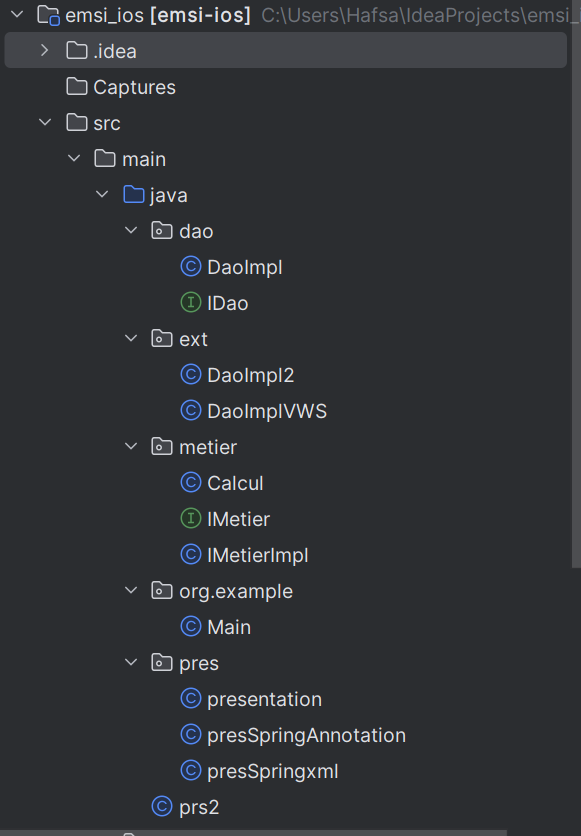 emsi_ios [emsi-ios] C:\Users\Hafsa\IdeaProjects\emsi_i
.idea
Captures
src
main
java
dao
C DaoImpl
I IDao
ext
C DaoImpl2
C DaoImplVWS
metier
C Calcul
I IMetier
C IMetierImpl
org.example
C Main
pres
C presentation
C presSpringAnnotation
C presSpringxml
C prs2